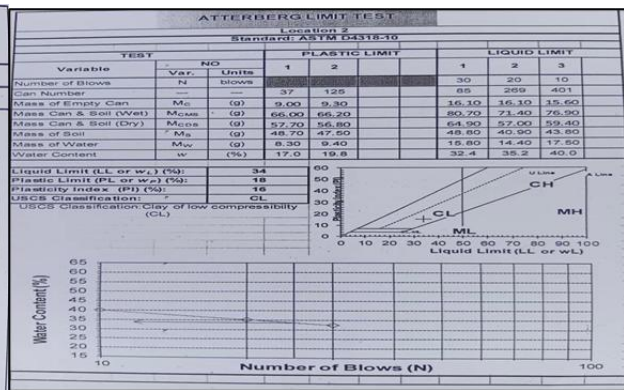 ATTERBERG LIMIT TEST
Location 2
Standard: ASTM D4318-10
TEST NO PLASTIC LIMIT LIQUID LIMIT
Variable Var. Units 1 2 1 2 3
Number of Blows N blows 30 20 10
Can Number --- --- 37 125 85 269 401
Mass of Empty Can MC (g) 9.00 9.30 16.10 16.10 15.60
Mass Can & Soil (Wet) MCMS (g) 66.00 66.20 80.70 71.40 76.90
Mass Can & Soil (Dry) MCDS (g) 57.70 56.80 64.90 57.00 59.40
Mass of Soil MS (g) 48.70 47.50 48.80 40.90 43.80
Mass of Water MW (g) 8.30 9.40 15.80 14.40 17.50
Water Content w (%) 17.0 19.8 32.4 35.2 40.0
Liquid Limit (LL or wL) (%): 34
Plastic Limit (PL or wP) (%): 18
Plasticity Index (PI) (%): 16
USCS Classification: CL
USCS Classification:Clay of low compressibility
(CL)
Plasticity Index (PI)
60
50
40
30
20
10
0
U Line
A Line
CH
CL
MH
ML
0 10 20 30 40 50 60 70 80 90 100
Liquid Limit (LL or wL)
Water Content (%)
65
60
55
50
45
40
35
30
25
20
15
10 100
Number of Blows (N)